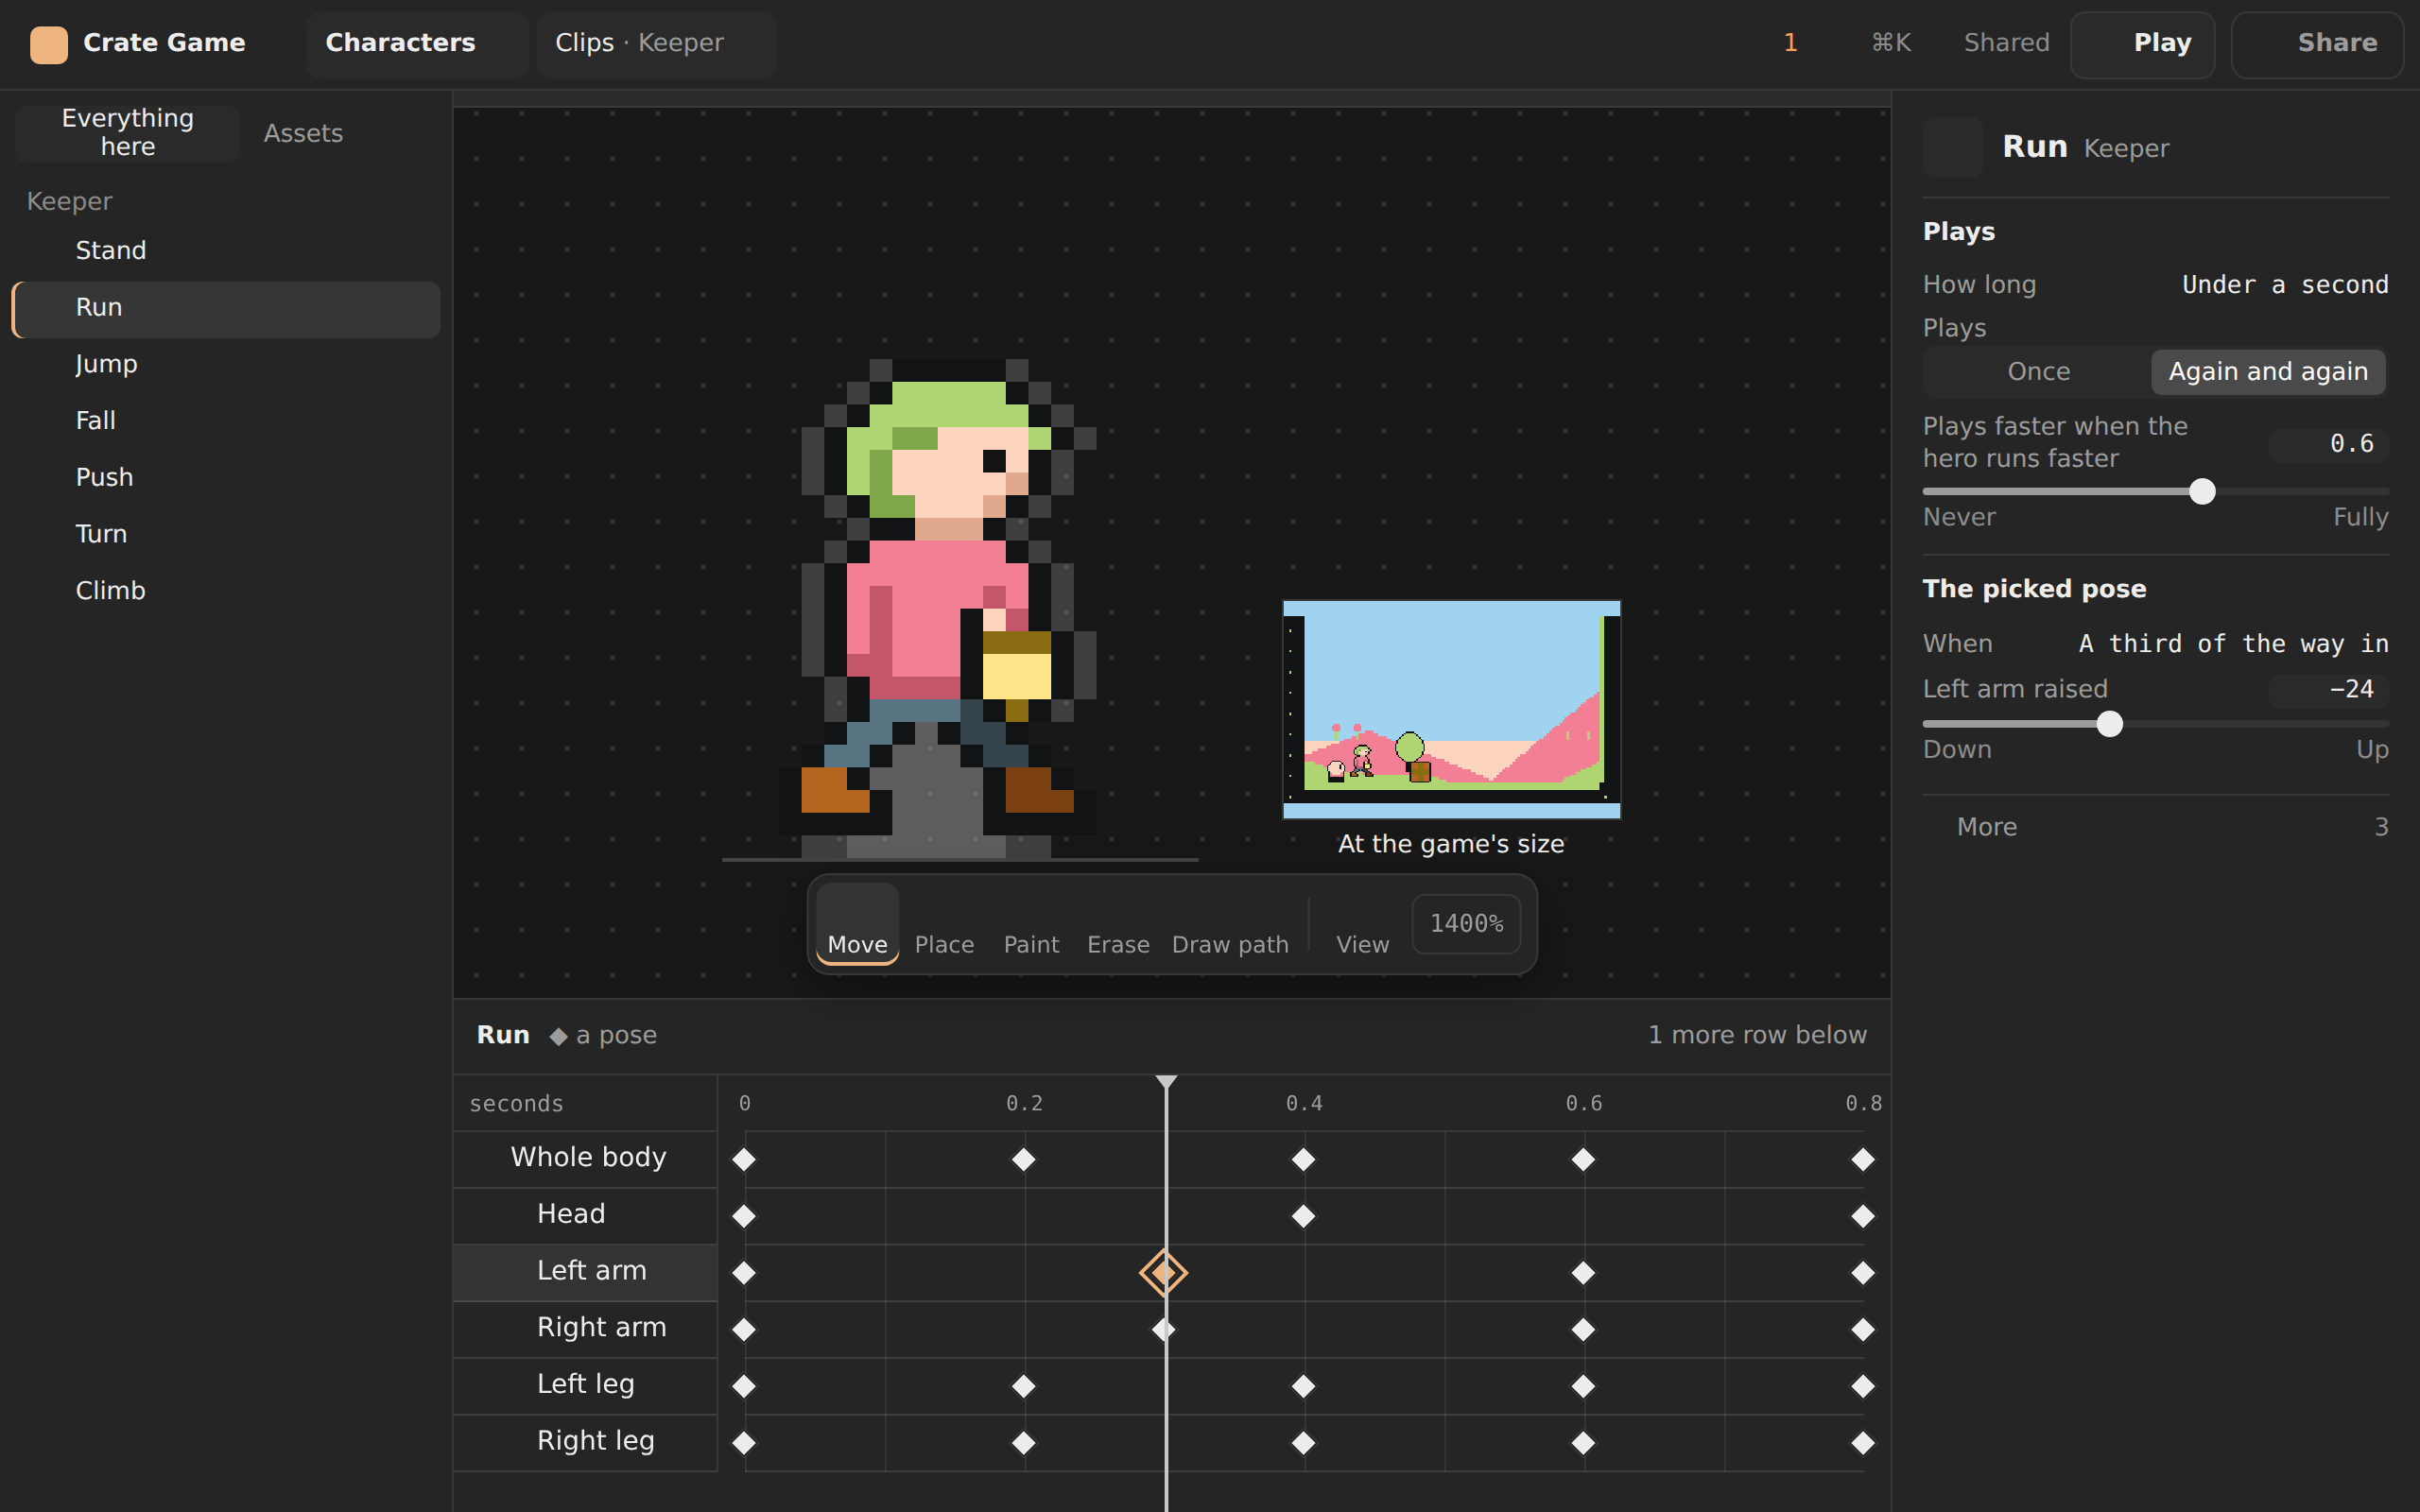 Crate Game
Characters
Clips · Keeper
1
⌘K
Shared
Play
Share
Everything
here
Assets
Keeper
Stand
Run
Jump
Fall
Push
Turn
Climb
At the game's size
Move
Place
Paint
Erase
Draw path
View
1400%
Run
◆ a pose
1 more row below
seconds
0
0.2
0.4
0.6
0.8
Whole body
Head
Left arm
Right arm
Left leg
Right leg
Run Keeper
Plays
How long
Under a second
Plays
Once
Again and again
Plays faster when the
hero runs faster
0.6
Never
Fully
The picked pose
When
A third of the way in
Left arm raised
−24
Down
Up
More
3